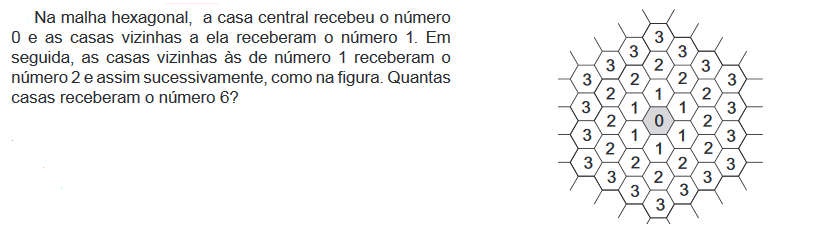 Na malha hexagonal, a casa central recebeu o número
0 e as casas vizinhas a ela receberam o número 1. Em
seguida, as casas vizinhas às de número 1 receberam o
número 2 e assim sucessivamente, como na figura. Quantas
casas receberam o número 6?
3
3 3
3 2 3
3 2 2 3
2 1 2
3 1 1 3
2 0 2
3 1 1 3
2 1 2
3 2 2 3
3 2 3
3 3
3